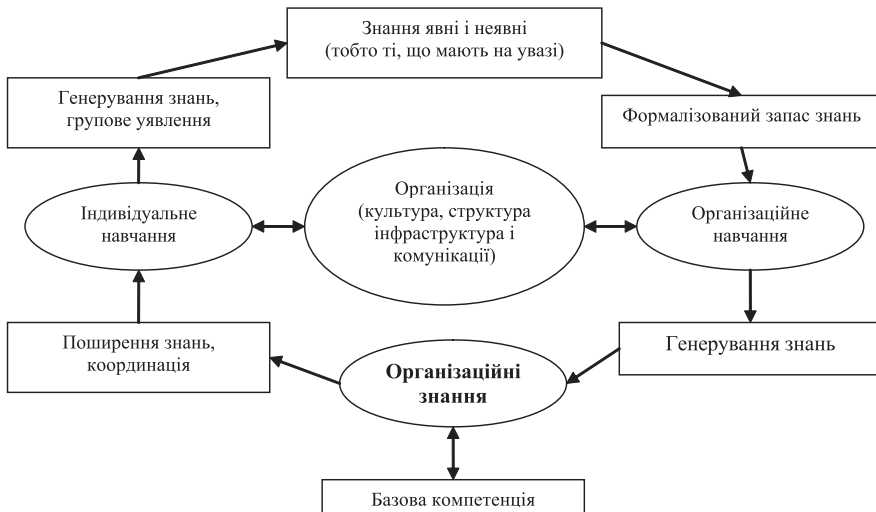 Знання явні і неявні
(тобто ті, що мають на увазі)
Генерування знань,
групове уявлення
Формалізований запас знань
Індивідуальне
навчання
Організація
(культура, структура
інфраструктура і
комунікації)
Організаційне
навчання
Поширення знань,
координація
Організаційні
знання
Генерування знань
Базова компетенція